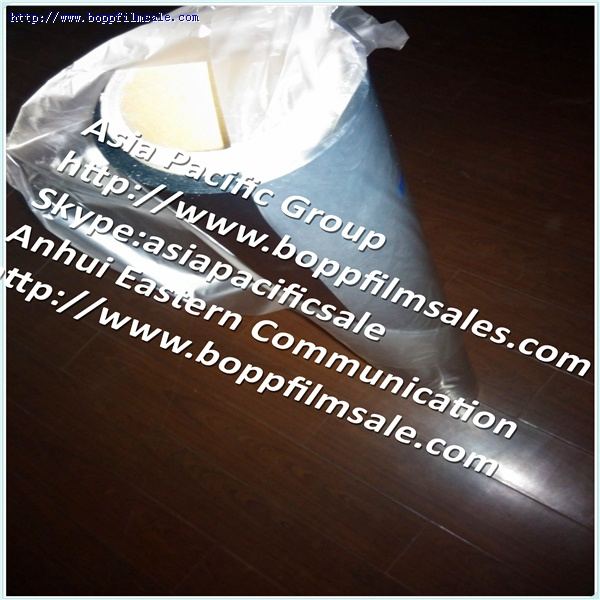 http://www.boppfilmsale.com
Asia Pacific Group
http://www.boppfilmsales.com
Skype:asiapacificsale
Anhui Eastern Communication
http://www.boppfilmsale.com